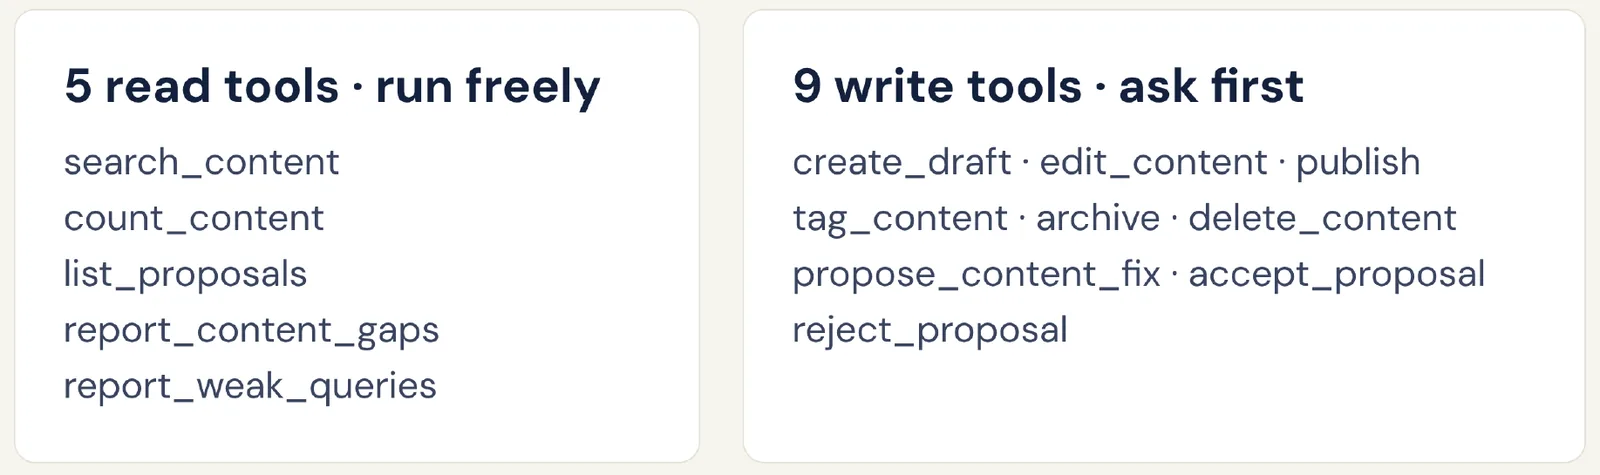 5 read tools · run freely
search_content
count_content
list_proposals
report_content_gaps
report_weak_queries
9 write tools · ask first
create_draft · edit_content · publish
tag_content · archive · delete_content
propose_content_fix · accept_proposal
reject_proposal